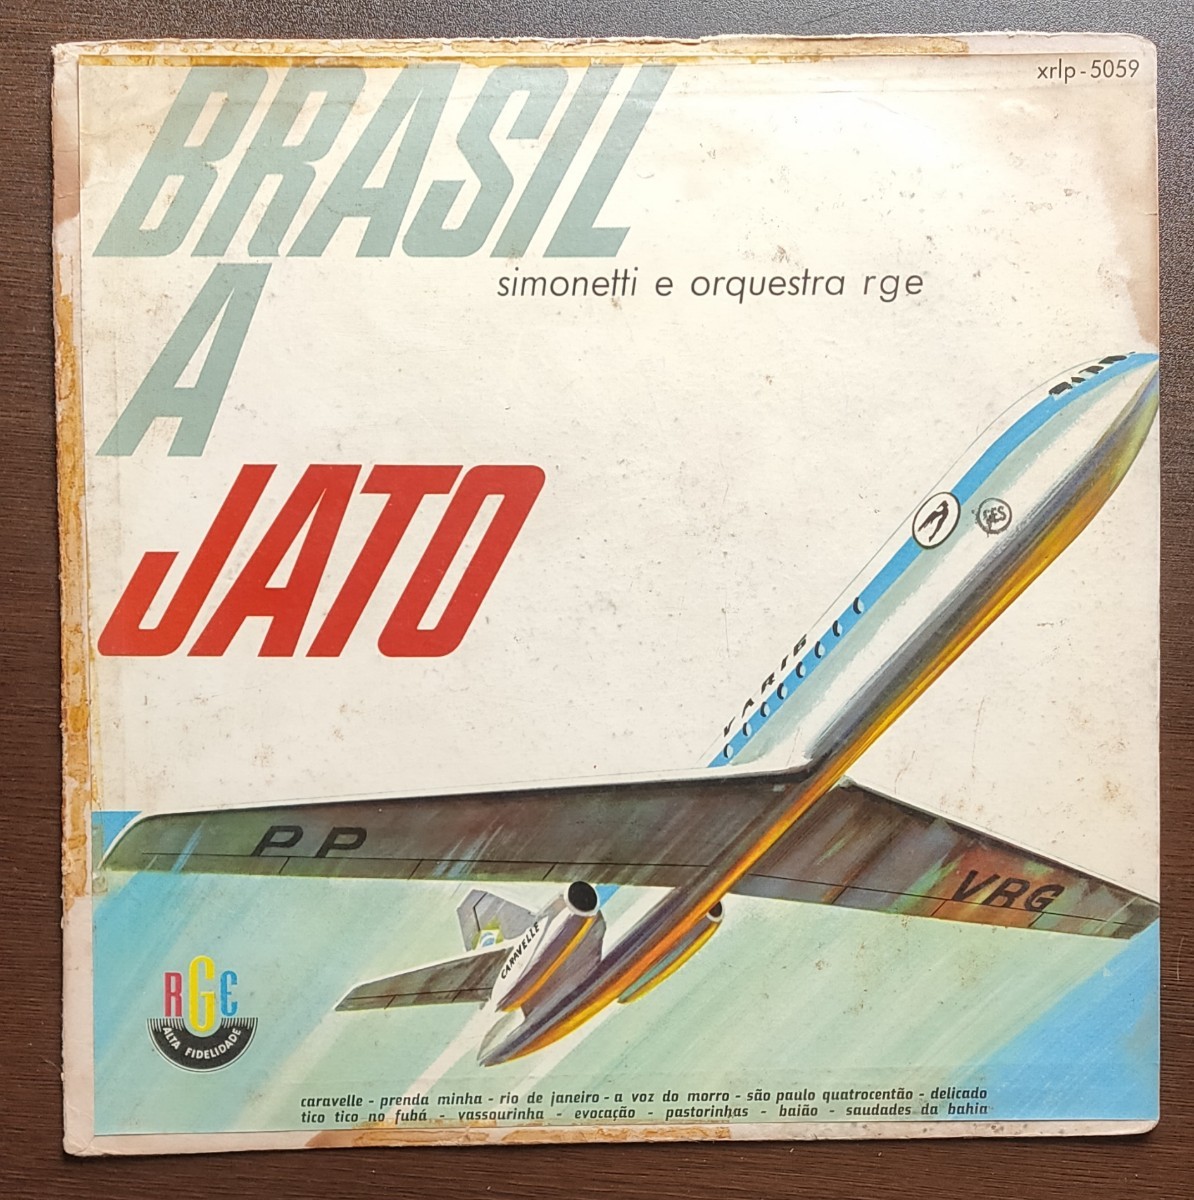 xrlp-5059
BRASIL
A
JATO
simonetti e orquestra rge
VARIG
PP
VRG
CARAVELLE
RGE
ALTA FIDELIDADE
caravelle - prenda minha - rio de janeiro - a voz do morro - são paulo quatrocentão - delicado
tico tico no fubá - vassourinha - evocação - pastorinhas - baião - saudades da bahia